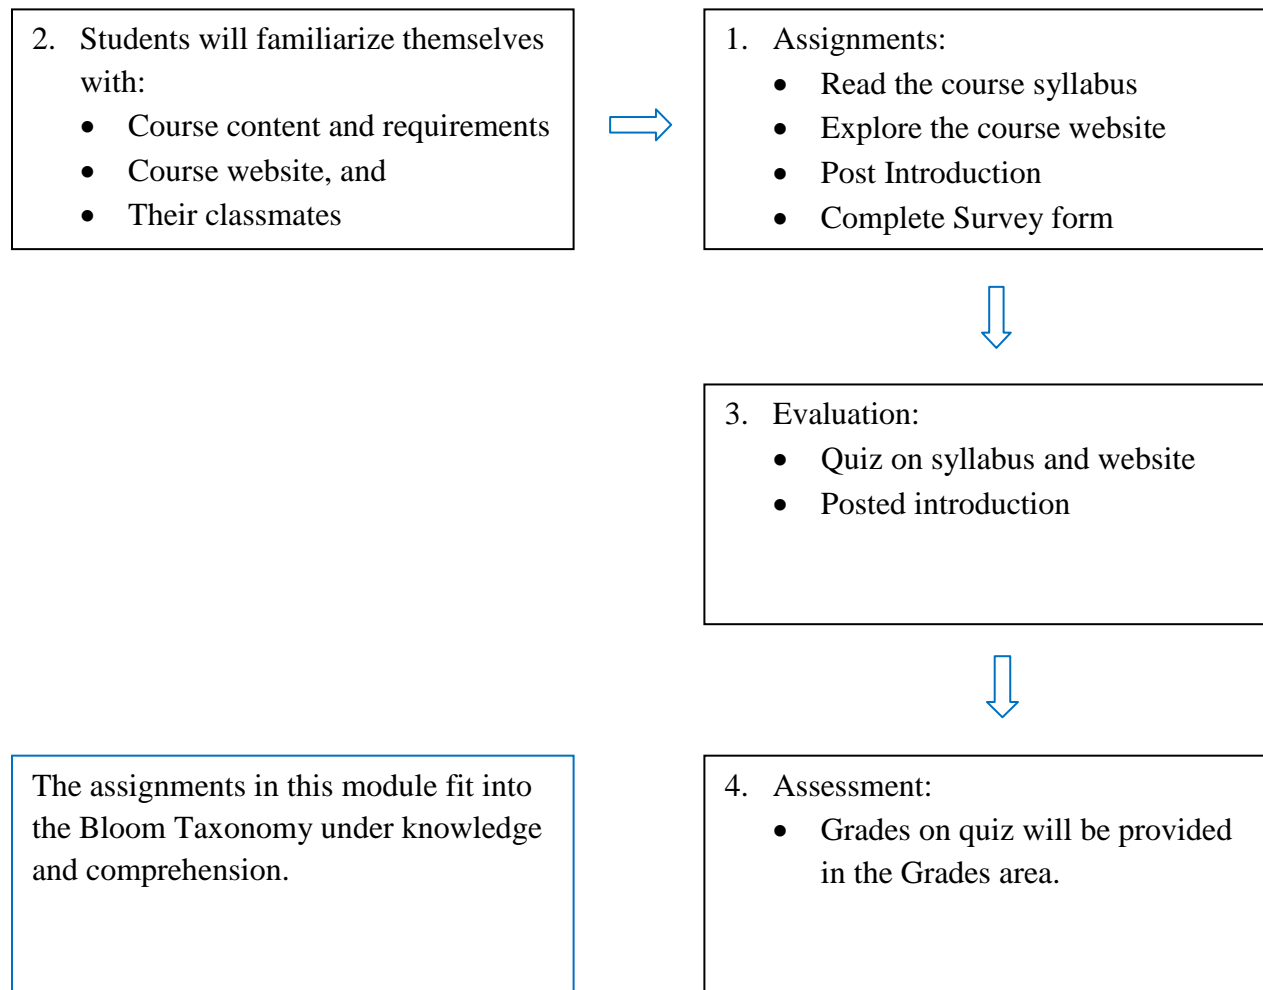 2. Students will familiarize themselves
with:
• Course content and requirements
• Course website, and
• Their classmates
1. Assignments:
• Read the course syllabus
• Explore the course website
• Post Introduction
• Complete Survey form
3. Evaluation:
• Quiz on syllabus and website
• Posted introduction
The assignments in this module fit into
the Bloom Taxonomy under knowledge
and comprehension.
4. Assessment:
• Grades on quiz will be provided
in the Grades area.